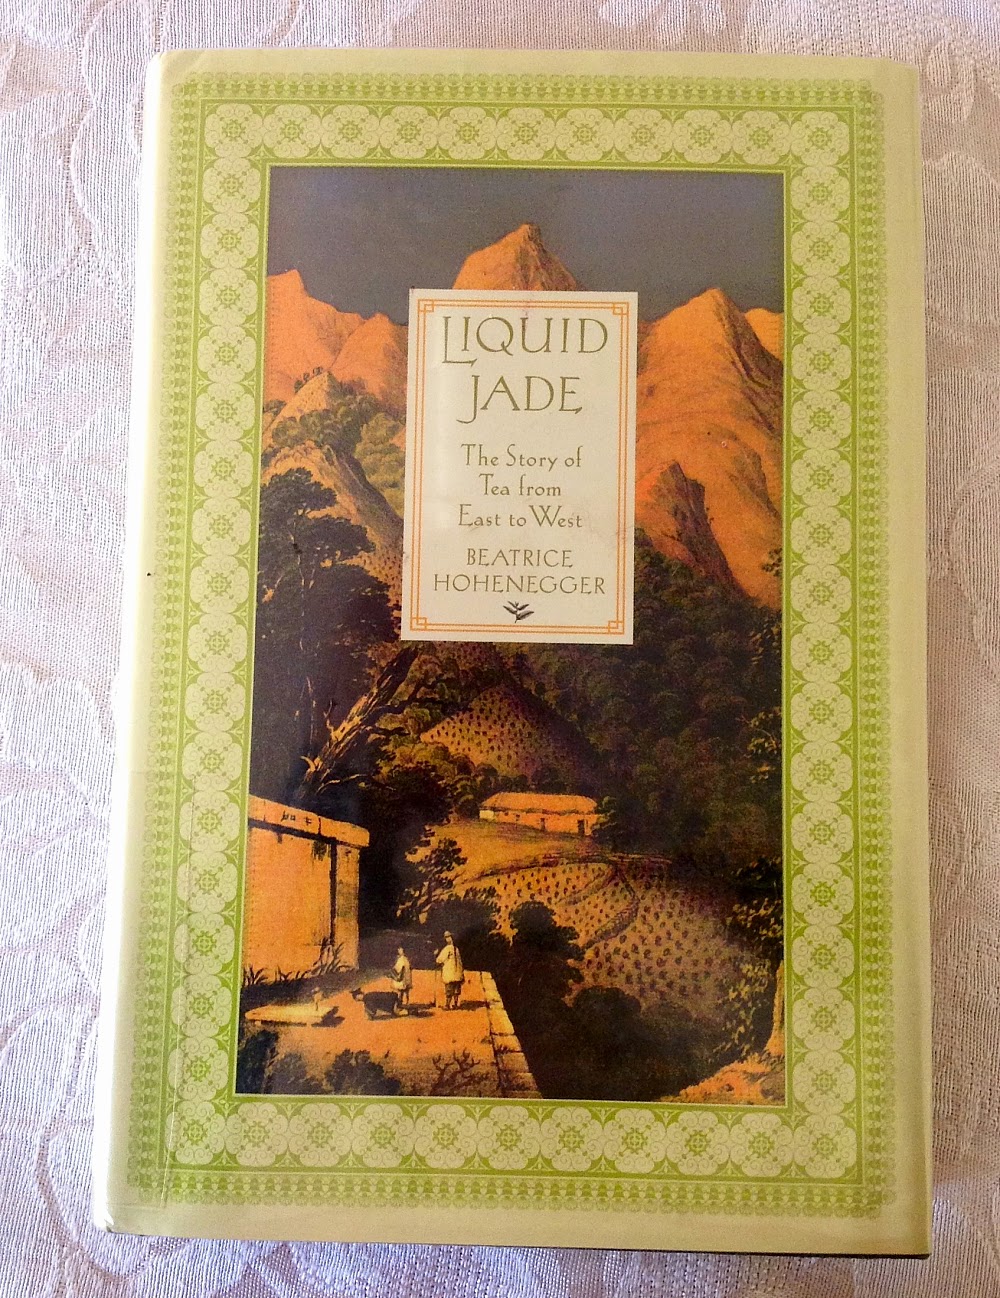 LIQUID
JADE
The Story of
Tea from
East to West
BEATRICE
HOHENEGGER